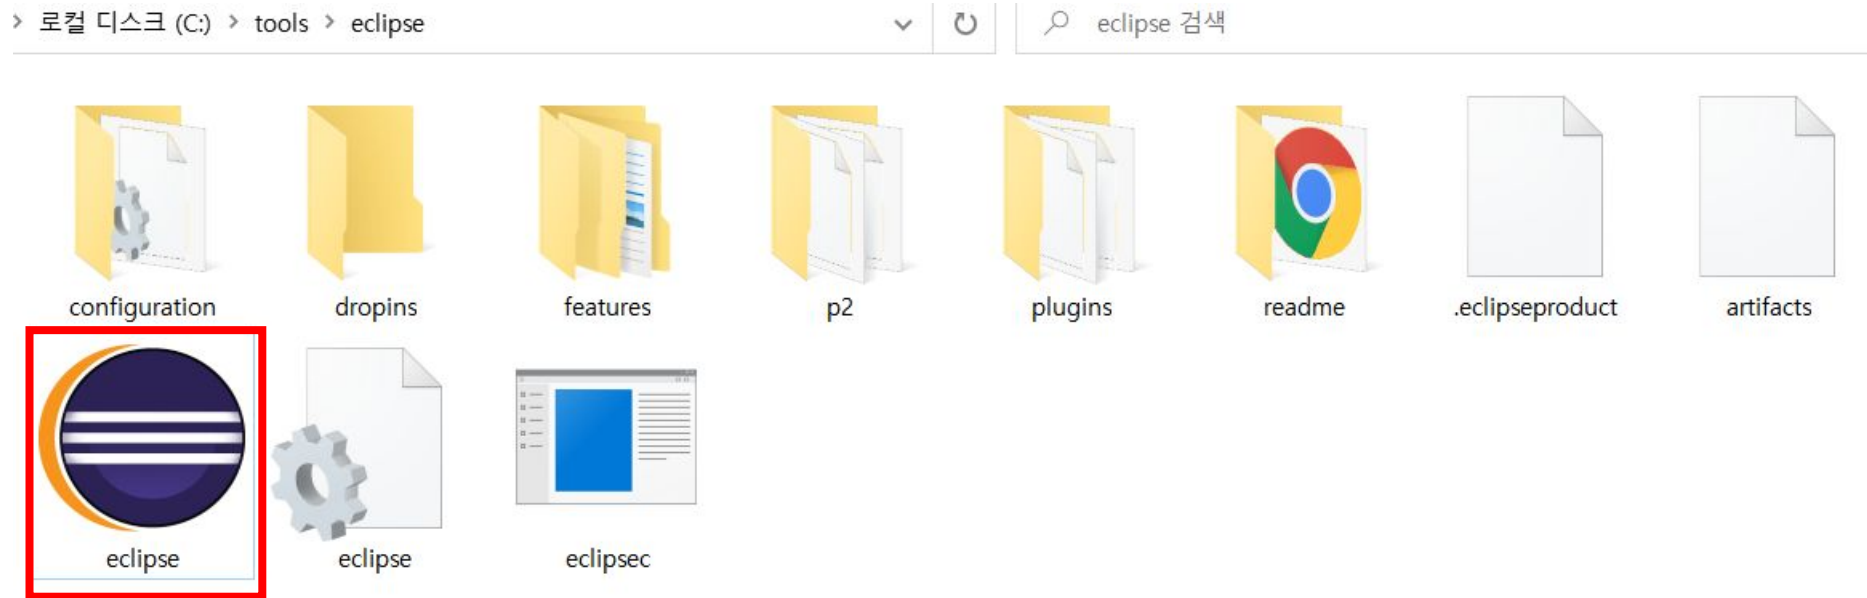 > 로컬 디스크 (C:) > tools > eclipse
eclipse 검색
configuration
dropins
features
p2
plugins
readme
.eclipseproduct
artifacts
eclipse
eclipse
eclipsec